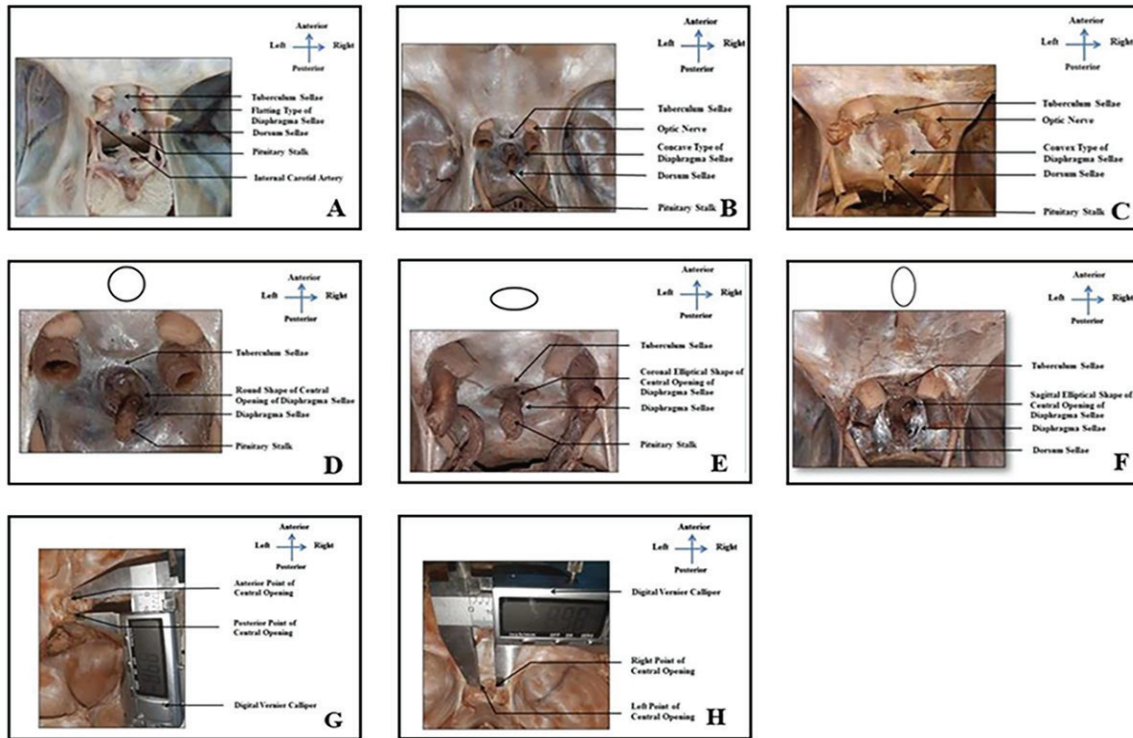 Anterior
Left Right
Posterior
Tuberculum Sellae
Flatting Type of
Diaphragma Sellae
Dorsum Sellae
Pituitary Stalk
Internal Carotid Artery
A
Anterior
Left Right
Posterior
Tuberculum
Sellae
Optic Nerve
Concave Type of
Diaphragma Sellae
Dorsum Sellae
Pituitary Stalk
B
Anterior
Left Right
Posterior
Tuberculum Sellae
Optic Nerve
Convex Type of
Diaphragma Sellae
Dorsum Sellae
Pituitary Stalk
C
Anterior
Left Right
Posterior
Tuberculum Sellae
Round Shape of Central
Opening of Diaphragma Sellae
Diaphragma Sellae
Pituitary Stalk
D
Anterior
Left Right
Posterior
Tuberculum Sellae
Coronal Elliptical Shape of
Central Opening of
Diaphragm Sellae
Diaphragma Sellae
Pituitary Stalk
E
Anterior
Left Right
Posterior
Tuberculum Sellae
Sagittal Elliptical Shape of
Central Opening of
Diaphragma Sellae
Diaphragma Sellae
Dorsum Sellae
F
Anterior
Left Right
Posterior
Anterior Point of
Central Opening
Posterior Point of
Central Opening
Digital Vernier Calliper
G
Anterior
Left Right
Posterior
Digital Vernier Calliper
Right Point of
Central Opening
Left Point of
Central Opening
H